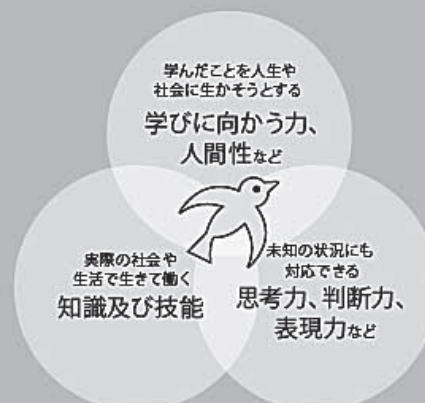 学んだことを人生や
社会に生かそうとする
学びに向かう力、
人間性など
実際の社会や
生活で生きて働く
知識及び技能
未知の状況にも
対応できる
思考力、判断力、
表現力など